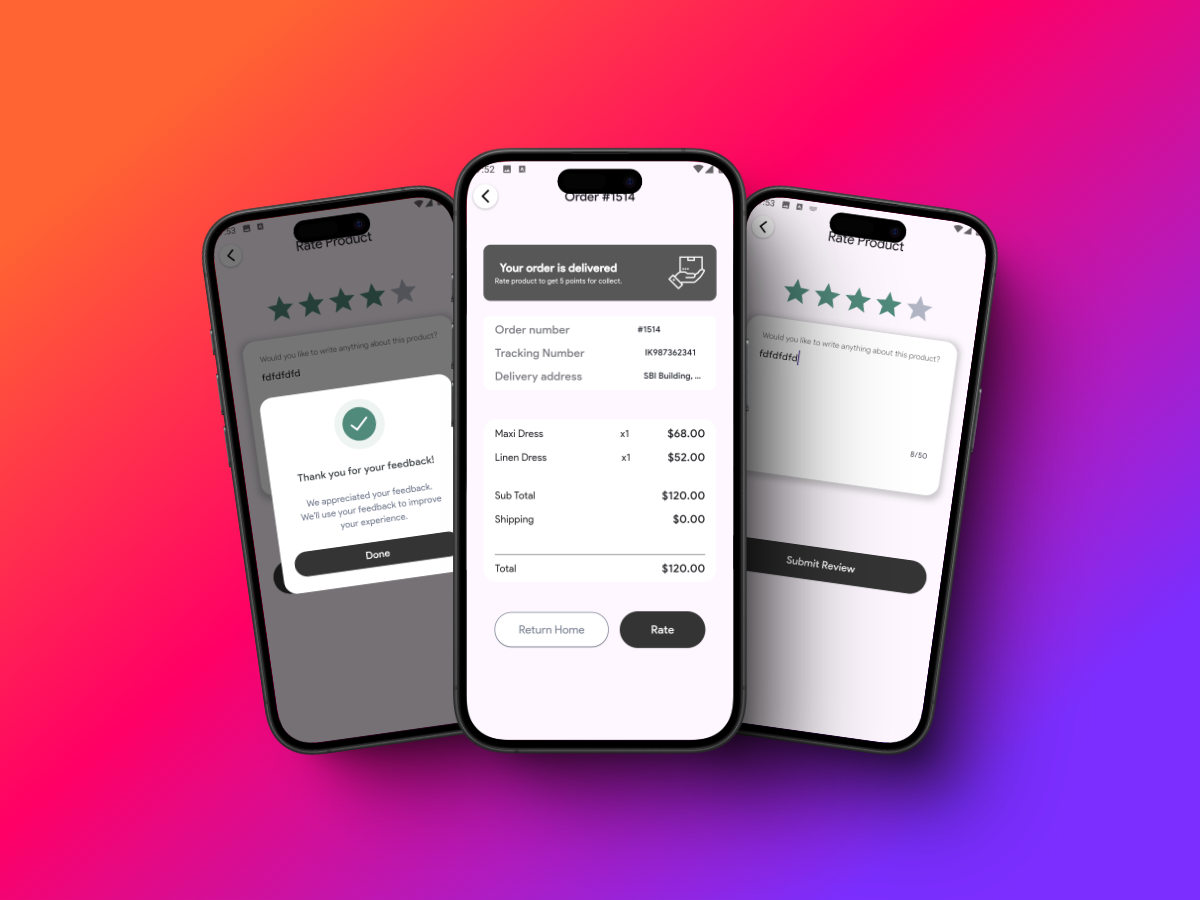 :53
Rate Product
Would you like to write anything about this product?
fdfdfdfd
Thank you for your feedback!
We appreciated your feedback.
We'll use your feedback to improve
your experience.
Done
:52
Order #1514
Your order is delivered
Rate product to get 5 points for collect.
Order number #1514
Tracking Number IK987362341
Delivery address SBI Building, ...
Maxi Dress x1 $68.00
Linen Dress x1 $52.00
Sub Total $120.00
Shipping $0.00
Total $120.00
Return Home Rate
:53
Rate Product
Would you like to write anything about this product?
fdfdfdfd
8/50
Submit Review